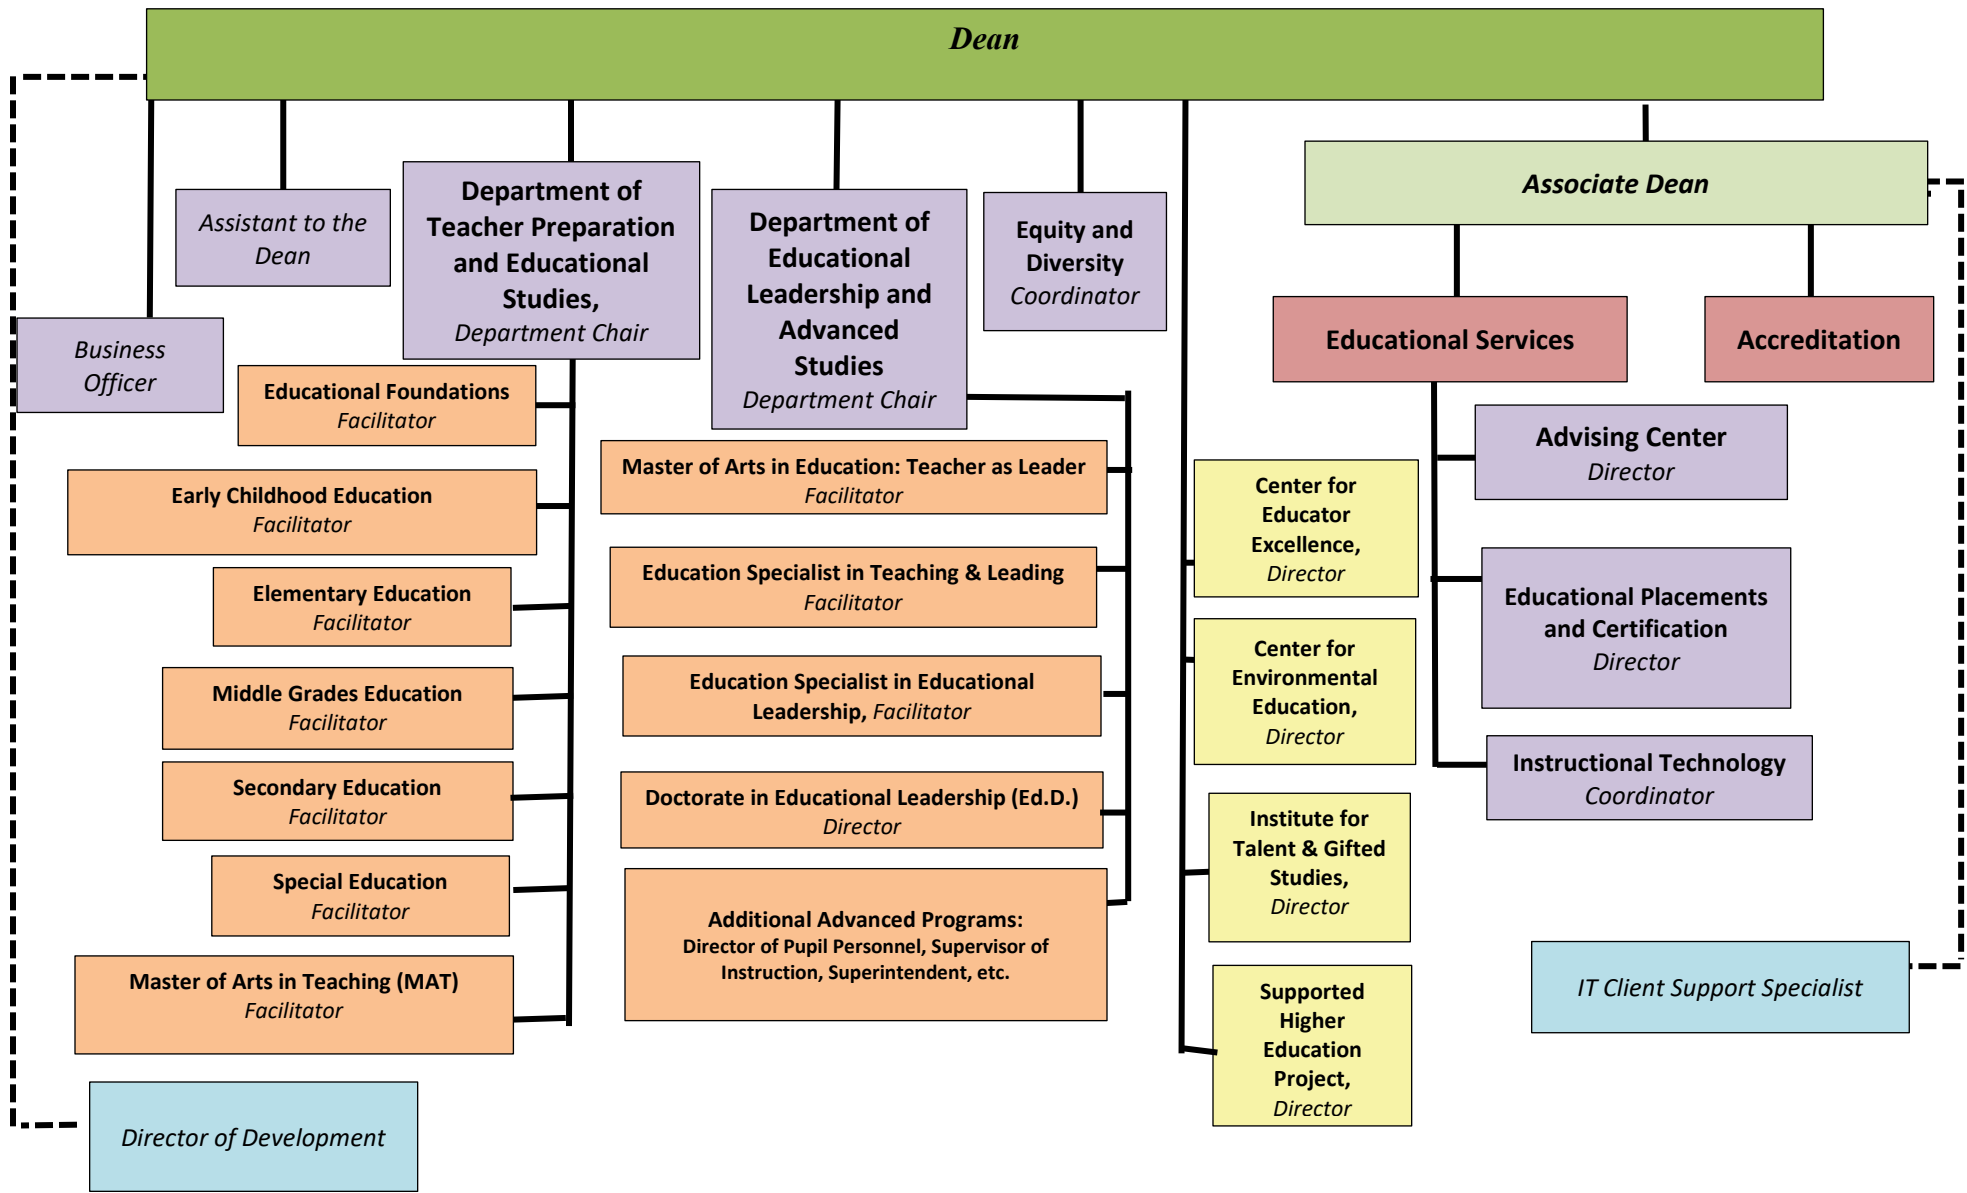 Dean
Associate Dean
Assistant to the
Dean
Department of
Teacher Preparation
and Educational
Studies,
Department Chair
Department of
Educational
Leadership and
Advanced
Studies
Department Chair
Equity and
Diversity
Coordinator
Business
Officer
Educational Services
Accreditation
Educational Foundations
Facilitator
Early Childhood Education
Facilitator
Elementary Education
Facilitator
Middle Grades Education
Facilitator
Secondary Education
Facilitator
Special Education
Facilitator
Master of Arts in Teaching (MAT)
Facilitator
Master of Arts in Education: Teacher as Leader
Facilitator
Education Specialist in Teaching & Leading
Facilitator
Education Specialist in Educational
Leadership, Facilitator
Doctorate in Educational Leadership (Ed.D.)
Director
Additional Advanced Programs:
Director of Pupil Personnel, Supervisor of
Instruction, Superintendent, etc.
Center for
Educator
Excellence,
Director
Center for
Environmental
Education,
Director
Institute for
Talent & Gifted
Studies,
Director
Supported
Higher
Education
Project,
Director
Advising Center
Director
Educational Placements
and Certification
Director
Instructional Technology
Coordinator
IT Client Support Specialist
Director of Development